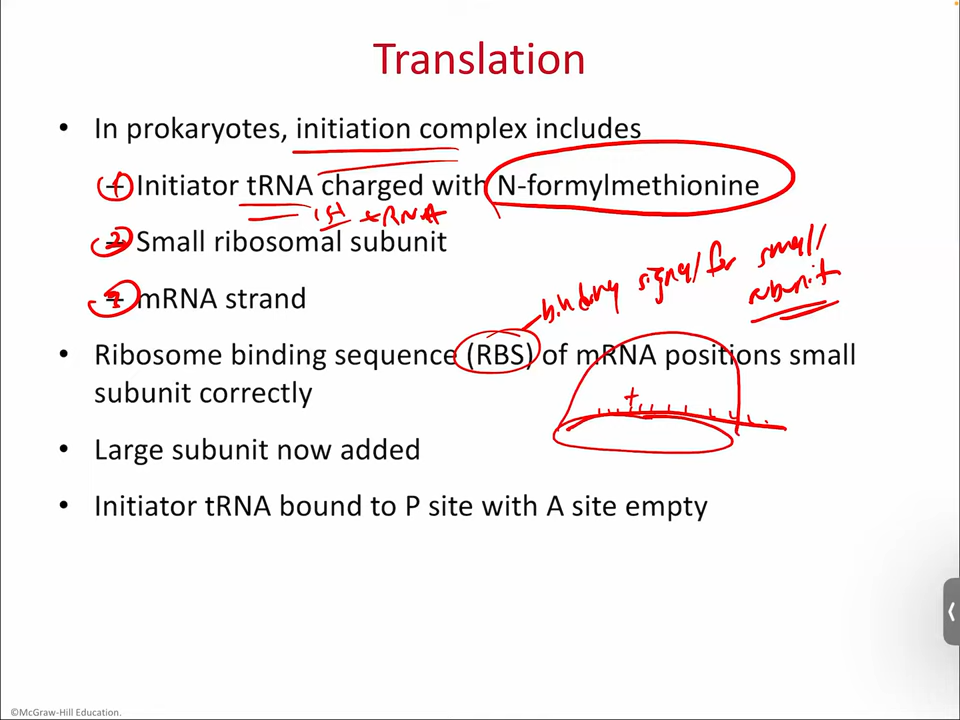 Translation
• In prokaryotes, initiation complex includes
1 – Initiator tRNA charged with N-formylmethionine
1st tRNA
2 – Small ribosomal subunit
3 – mRNA strand
binding signal for small subunit
• Ribosome binding sequence (RBS) of mRNA positions small
subunit correctly
• Large subunit now added
• Initiator tRNA bound to P site with A site empty
©McGraw-Hill Education.